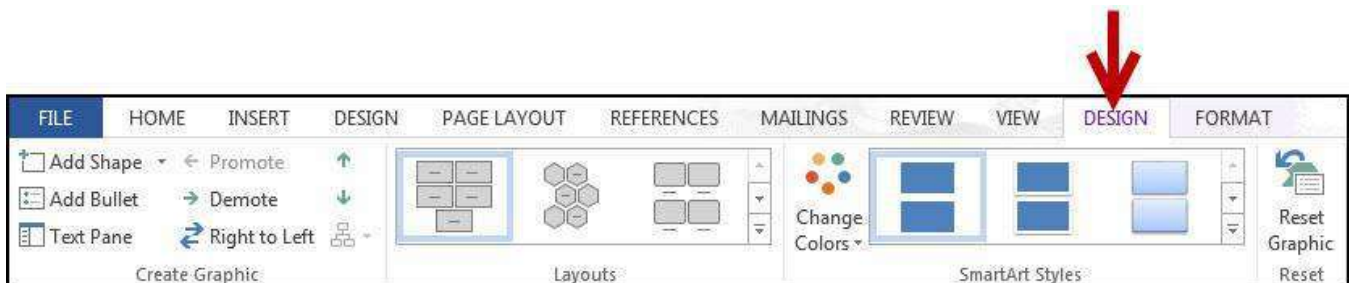 FILE HOME INSERT DESIGN PAGE LAYOUT REFERENCES MAILINGS REVIEW VIEW DESIGN FORMAT
Add Shape Promote
Add Bullet Demote
Text Pane Right to Left
Change
Colors
Reset
Graphic
Create Graphic Layouts SmartArt Styles Reset